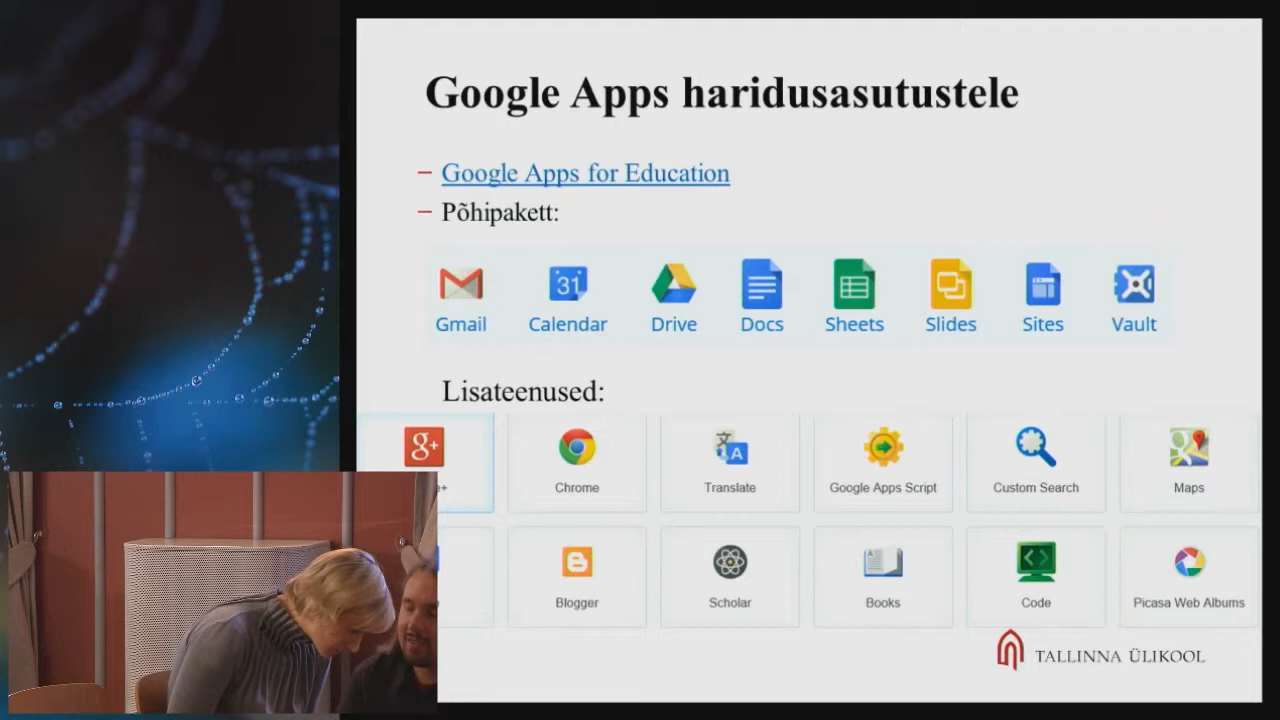 Google Apps haridusasutustele
– Google Apps for Education
– Põhipakett:
31
Gmail Calendar Drive Docs Sheets Slides Sites Vault
Lisateenused:
g+
Chrome Translate Google Apps Script Custom Search Maps
Blogger Scholar Books Code Picasa Web Albums
TALLINNA ÜLIKOOL